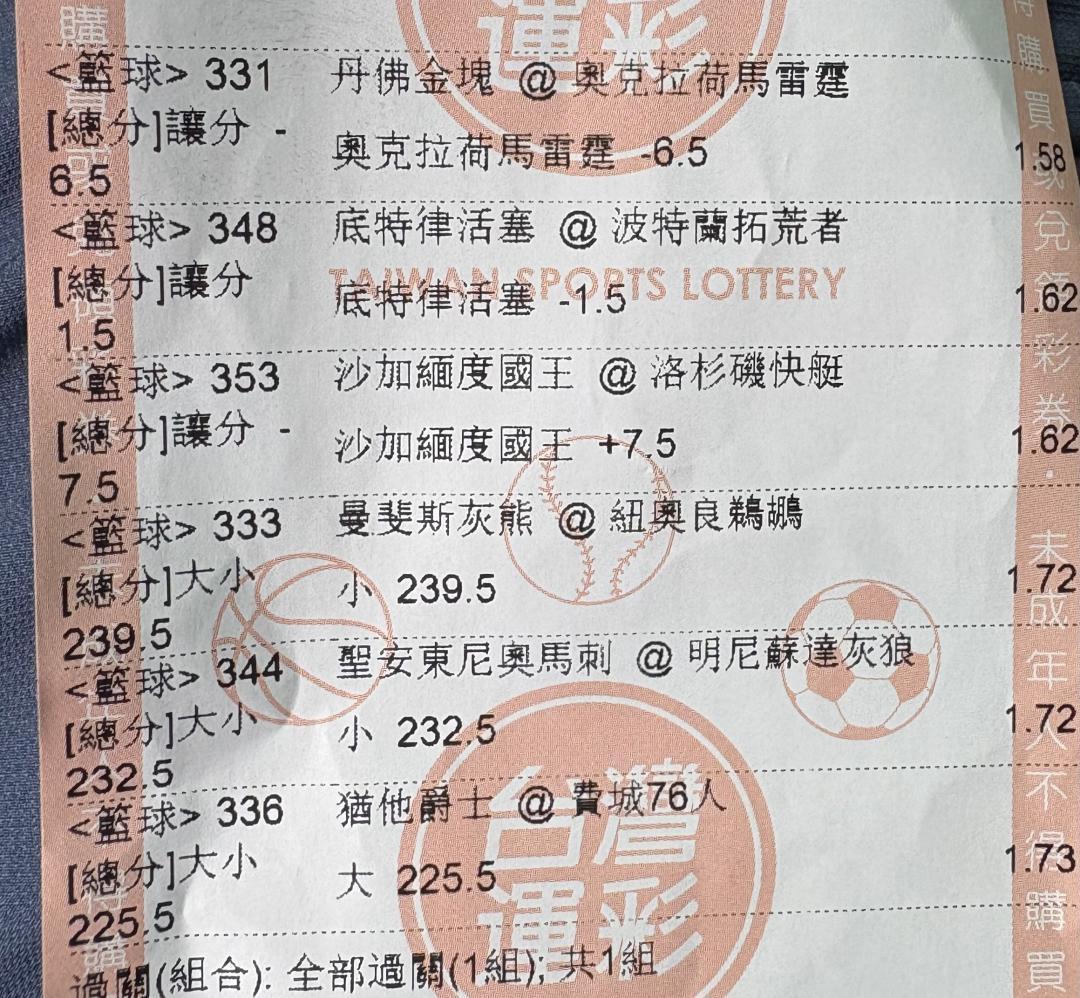 運彩
<籃球> 331 丹佛金塊 @ 奧克拉荷馬雷霆
[總分]讓分 - 奧克拉荷馬雷霆 -6.5 1.58
6.5
<籃球> 348 底特律活塞 @ 波特蘭拓荒者
TAIWAN SPORTS LOTTERY
[總分]讓分 底特律活塞 -1.5 1.62
1.5
<籃球> 353 沙加緬度國王 @ 洛杉磯快艇
[總分]讓分 - 沙加緬度國王 +7.5 1.62
7.5
<籃球> 333 曼斐斯灰熊 @ 紐奧良鵜鶘
[總分]大小 小 239.5 1.72
239.5
<籃球> 344 聖安東尼奧馬刺 @ 明尼蘇達灰狼
[總分]大小 小 232.5 1.72
232.5
<籃球> 336 猶他爵士 @ 費城76人
[總分]大小 大 225.5 1.73
225.5
台灣
運彩
過關(組合): 全部過關(1組); 共1組
購買或兌領彩券.未成年人不得購買